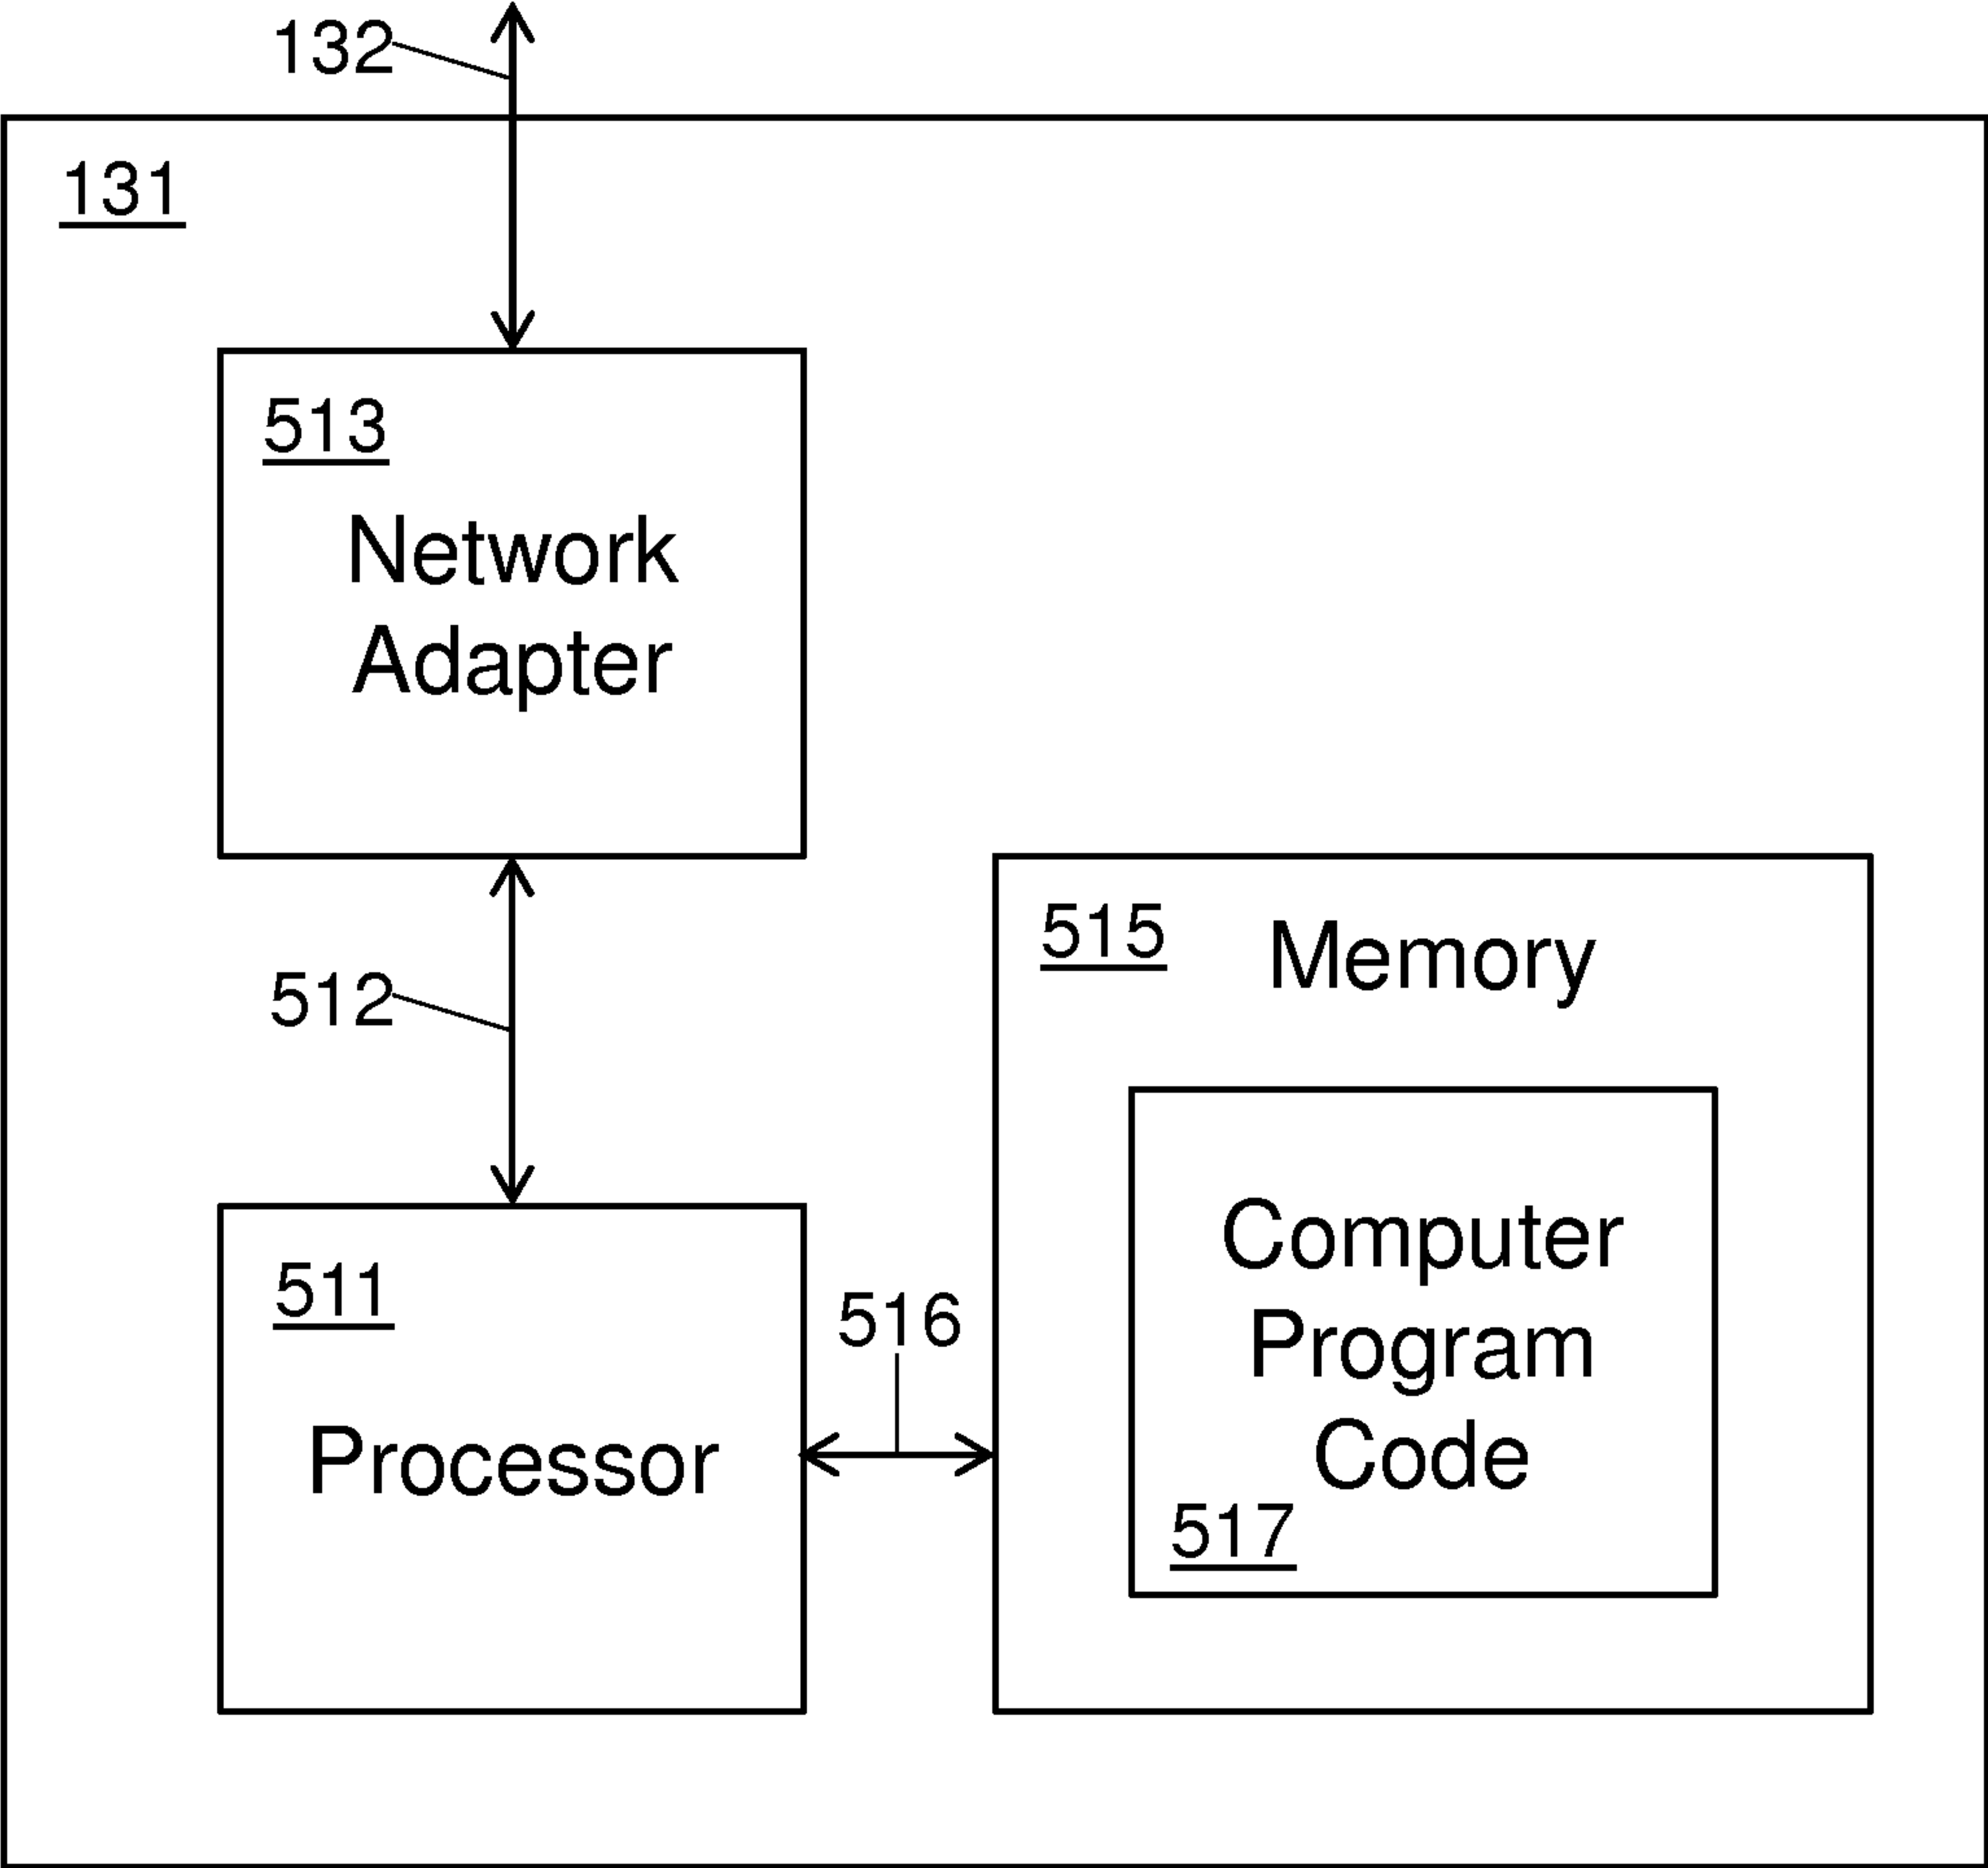 132
131
513
Network
Adapter
512
515
Memory
511
Processor
516
Computer
Program
Code
517